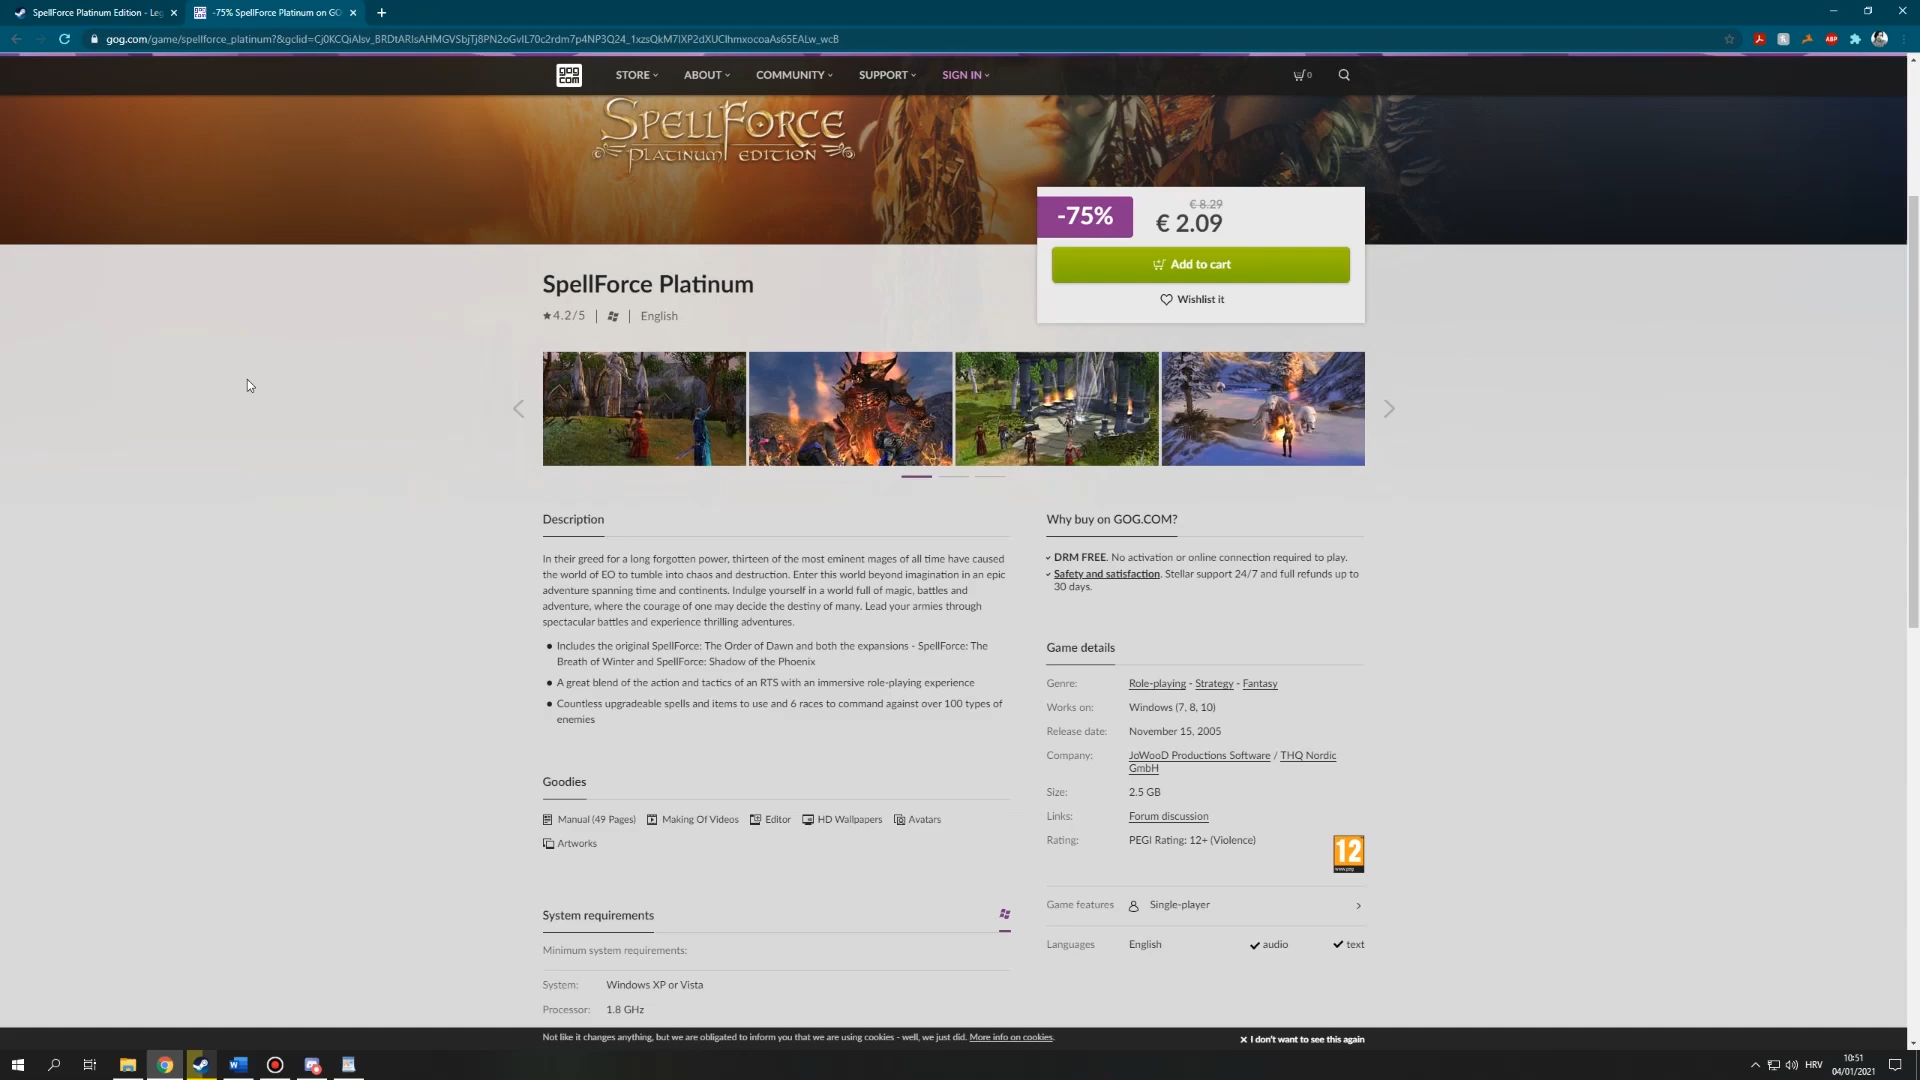 SpellForce Platinum Edition - Leg
-75% SpellForce Platinum on GO
gog.com/game/spellforce_platinum?&gclid=Cj0KCQiAlsv_BRDtARIsAHMGVSbjTj8PN2oGvIL70c2rdm7p4NP3Q24_1xzsQkM7lXP2dXUClhmxocoaAs65EALw_wcB
ABP
gog
com
STORE
ABOUT
COMMUNITY
SUPPORT
SIGN IN
0
SPELLFORCE
PLATINUM EDITION
-75%
€ 8.29
€ 2.09
Add to cart
Wishlist it
SpellForce Platinum
4.2/5
English
Description
In their greed for a long forgotten power, thirteen of the most eminent mages of all time have caused
the world of EO to tumble into chaos and destruction. Enter this world beyond imagination in an epic
adventure spanning time and continents. Indulge yourself in a world full of magic, battles and
adventure, where the courage of one may decide the destiny of many. Lead your armies through
spectacular battles and experience thrilling adventures.
● Includes the original SpellForce: The Order of Dawn and both the expansions - SpellForce: The
Breath of Winter and SpellForce: Shadow of the Phoenix
● A great blend of the action and tactics of an RTS with an immersive role-playing experience
● Countless upgradeable spells and items to use and 6 races to command against over 100 types of
enemies
Goodies
Manual (49 Pages)
Making Of Videos
Editor
HD Wallpapers
Avatars
Artworks
System requirements
Minimum system requirements:
System: Windows XP or Vista
Processor: 1.8 GHz
Why buy on GOG.COM?
DRM FREE. No activation or online connection required to play.
Safety and satisfaction. Stellar support 24/7 and full refunds up to
30 days.
Game details
Genre: Role-playing - Strategy - Fantasy
Works on: Windows (7, 8, 10)
Release date: November 15, 2005
Company: JoWooD Productions Software / THQ Nordic
GmbH
Size: 2.5 GB
Links: Forum discussion
Rating: PEGI Rating: 12+ (Violence)
12
Game features Single-player
Languages English audio text
Not like it changes anything, but we are obligated to inform you that we are using cookies - well, we just did. More info on cookies.
I don't want to see this again
HRV
10:51
04/01/2021